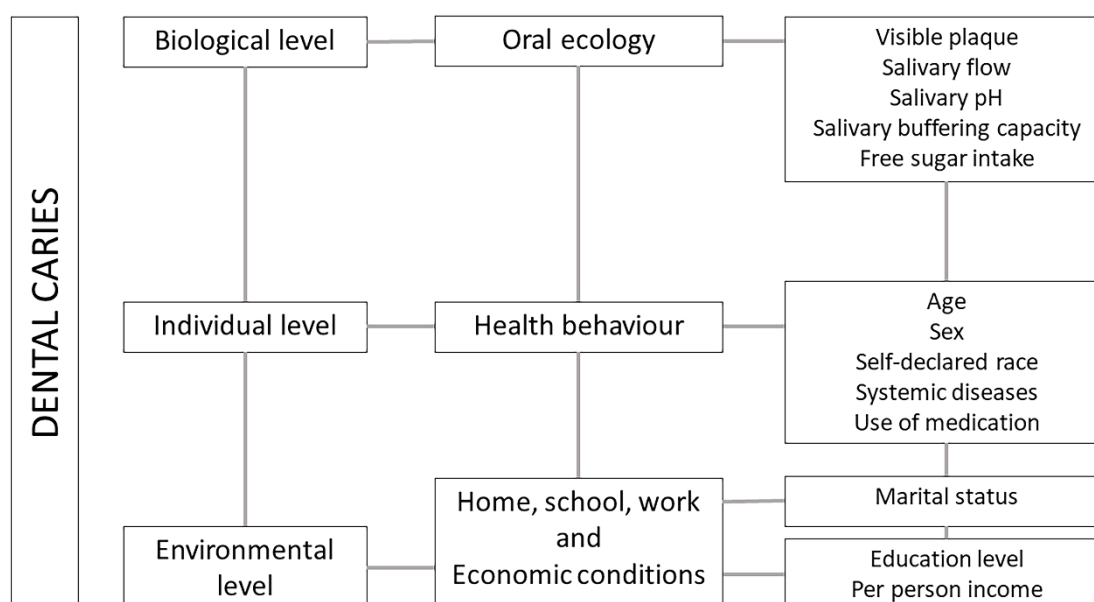 DENTAL CARIES
Biological level
Oral ecology
Visible plaque
Salivary flow
Salivary pH
Salivary buffering capacity
Free sugar intake
Individual level
Health behaviour
Age
Sex
Self-declared race
Systemic diseases
Use of medication
Environmental
level
Home, school, work
and
Economic conditions
Marital status
Education level
Per person income